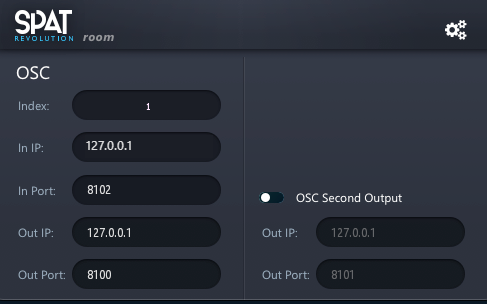 SPAT
REVOLUTION room
OSC
Index: 1
In IP: 127.0.0.1
In Port: 8102
OSC Second Output
Out IP: 127.0.0.1
Out IP: 127.0.0.1
Out Port: 8100
Out Port: 8101